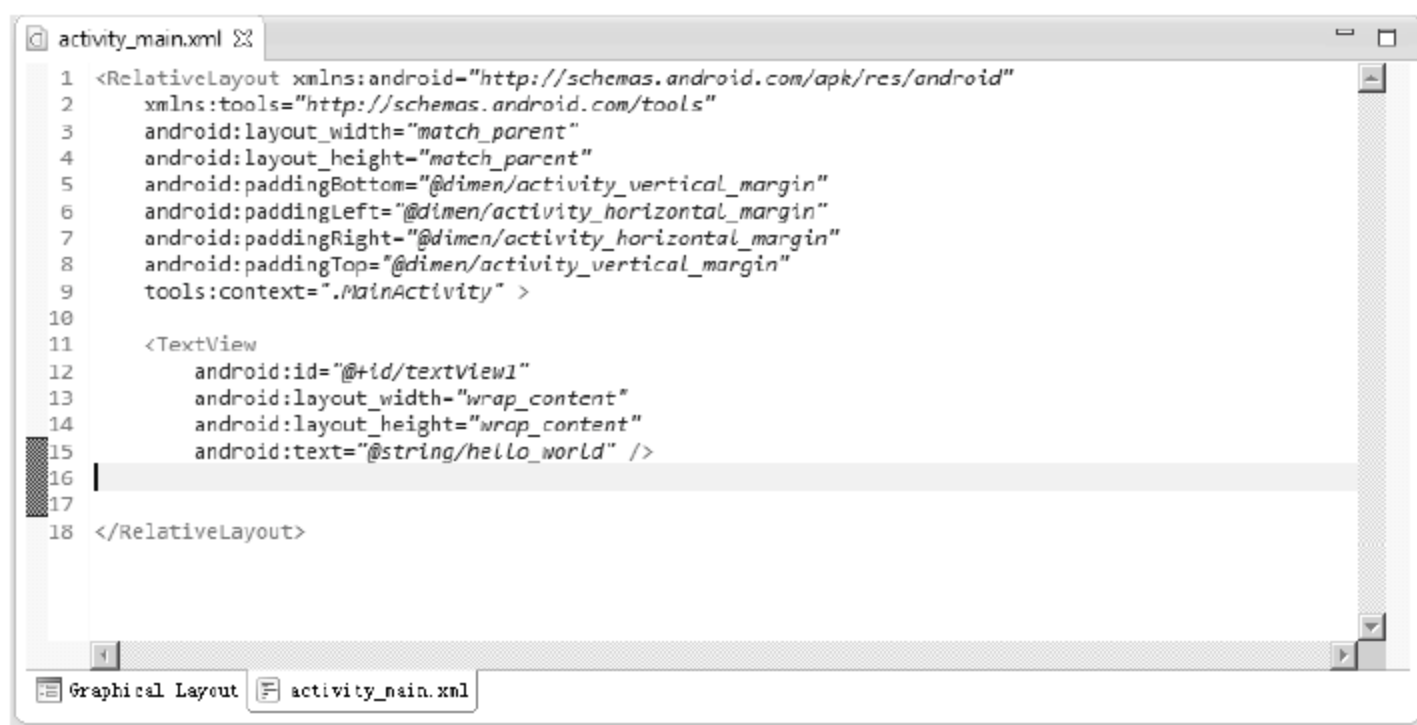 activity_main.xml
1 <RelativeLayout xmlns:android="http://schemas.android.com/apk/res/android"
2     xmlns:tools="http://schemas.android.com/tools"
3     android:layout_width="match_parent"
4     android:layout_height="match_parent"
5     android:paddingBottom="@dimen/activity_vertical_margin"
6     android:paddingLeft="@dimen/activity_horizontal_margin"
7     android:paddingRight="@dimen/activity_horizontal_margin"
8     android:paddingTop="@dimen/activity_vertical_margin"
9     tools:context=".MainActivity" >
10
11     <TextView
12         android:id="@+id/textView1"
13         android:layout_width="wrap_content"
14         android:layout_height="wrap_content"
15         android:text="@string/hello_world" />
16
17
18 </RelativeLayout>
Graphical Layout activity_main.xml